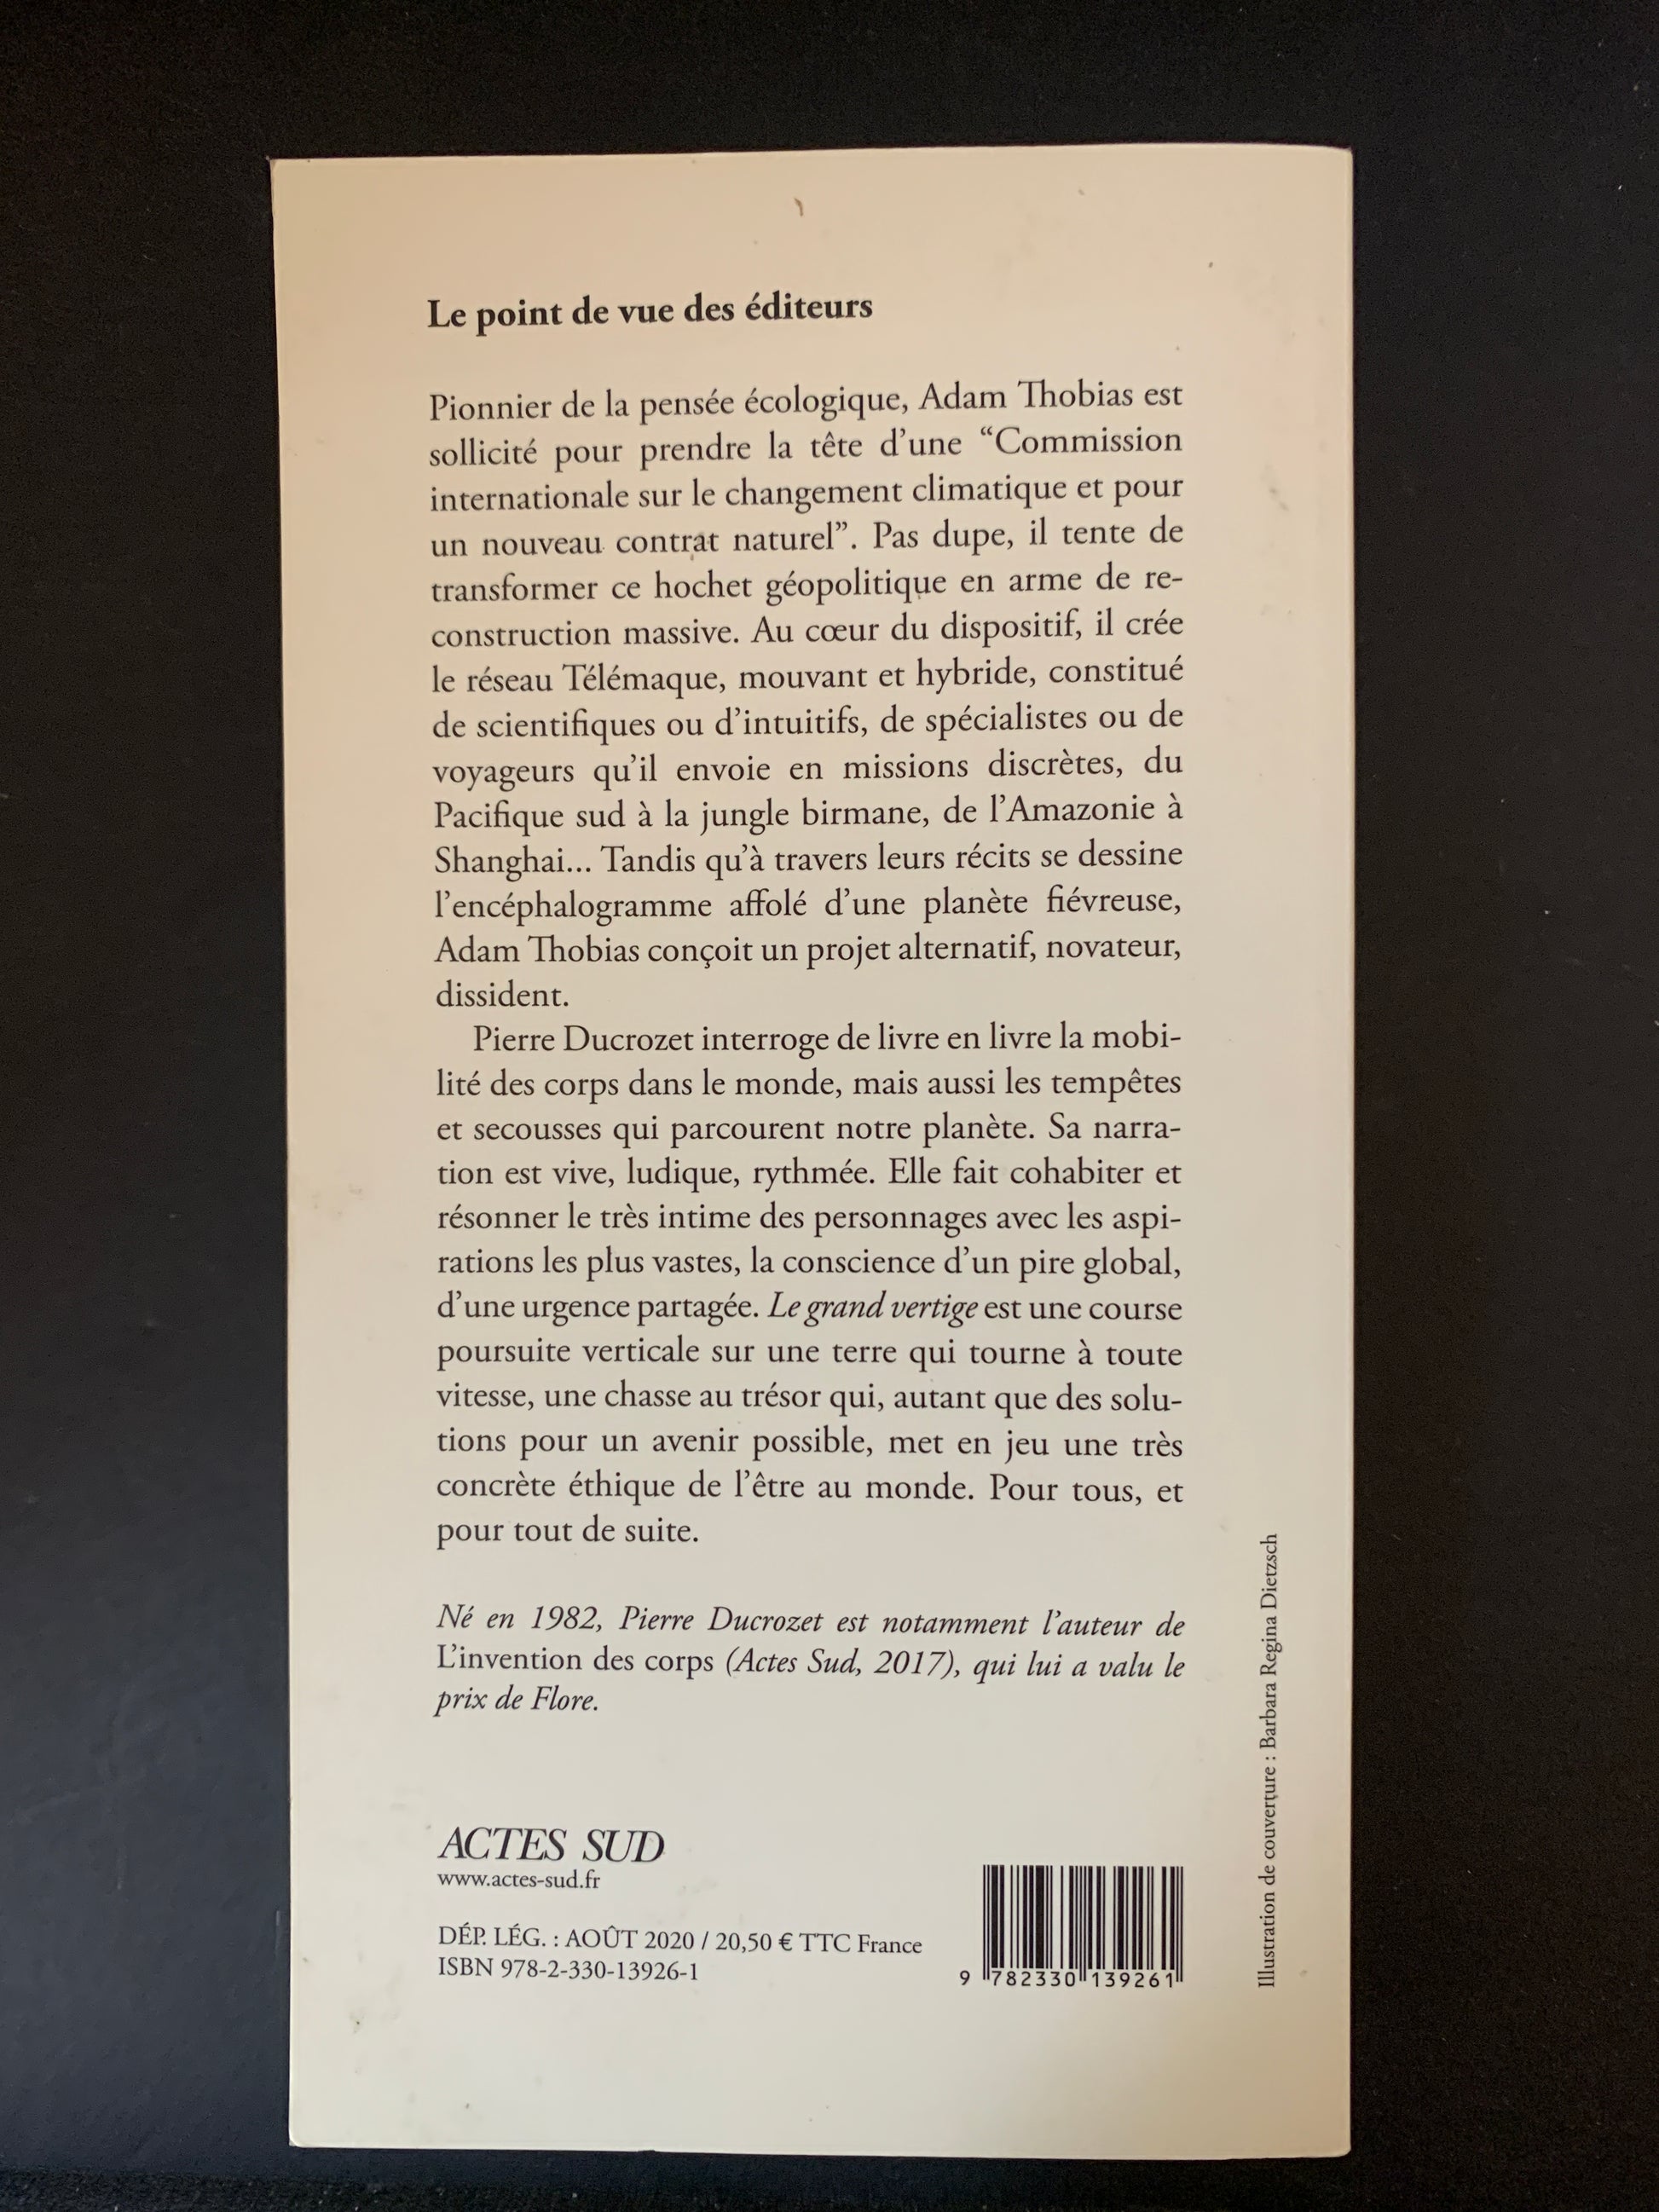 Le point de vue des éditeurs
Pionnier de la pensée écologique, Adam Thobias est
sollicité pour prendre la tête d’une “Commission
internationale sur le changement climatique et pour
un nouveau contrat naturel”. Pas dupe, il tente de
transformer ce hochet géopolitique en arme de re-
construction massive. Au cœur du dispositif, il crée
le réseau Télémaque, mouvant et hybride, constitué
de scientifiques ou d’intuitifs, de spécialistes ou de
voyageurs qu’il envoie en missions discrètes, du
Pacifique sud à la jungle birmane, de l’Amazonie à
Shanghai... Tandis qu’à travers leurs récits se dessine
l’encéphalogramme affolé d’une planète fiévreuse,
Adam Thobias conçoit un projet alternatif, novateur,
dissident.
Pierre Ducrozet interroge de livre en livre la mobi-
lité des corps dans le monde, mais aussi les tempêtes
et secousses qui parcourent notre planète. Sa narra-
tion est vive, ludique, rythmée. Elle fait cohabiter et
résonner le très intime des personnages avec les aspi-
rations les plus vastes, la conscience d’un pire global,
d’une urgence partagée. Le grand vertige est une course
poursuite verticale sur une terre qui tourne à toute
vitesse, une chasse au trésor qui, autant que des solu-
tions pour un avenir possible, met en jeu une très
concrète éthique de l’être au monde. Pour tous, et
pour tout de suite.
Né en 1982, Pierre Ducrozet est notamment l’auteur de
L’invention des corps (Actes Sud, 2017), qui lui a valu le
prix de Flore.
ACTES SUD
www.actes-sud.fr
DÉP. LÉG. : AOÛT 2020 / 20,50 € TTC France
ISBN 978-2-330-13926-1
9 782330 139261
Illustration de couverture : Barbara Regina Dietzsch